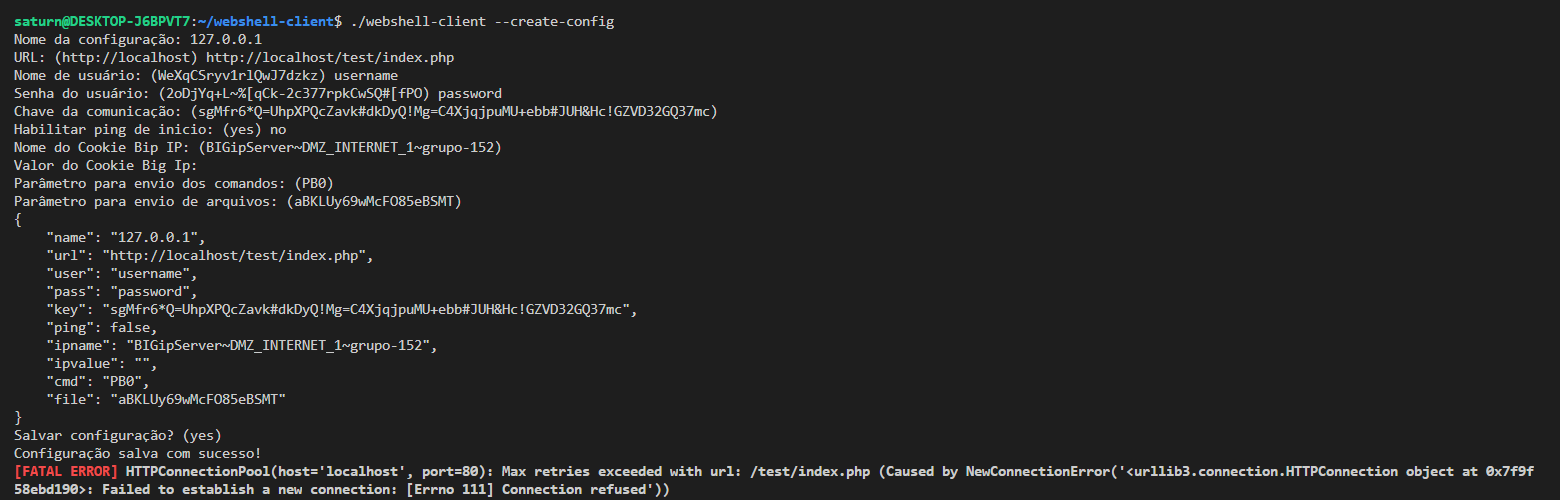 saturn@DESKTOP-J6BPVT7:~/webshell-client$ ./webshell-client --create-config
Nome da configuração: 127.0.0.1
URL: (http://localhost) http://localhost/test/index.php
Nome de usuário: (WeXqCSryv1rlQwJ7dzkz) username
Senha do usuário: (2oDjYq+L~%[qCk-2c377rpkCwSQ#[fPO) password
Chave da comunicação: (sgMfr6*Q=UhpXPQcZavk#dkDyQ!Mg=C4XjqjpuMU+ebb#JUH&Hc!GZVD32GQ37mc)
Habilitar ping de inicio: (yes) no
Nome do Cookie Bip IP: (BIGipServer~DMZ_INTERNET_1~grupo-152)
Valor do Cookie Big Ip:
Parâmetro para envio dos comandos: (PB0)
Parâmetro para envio de arquivos: (aBKLUy69wMcFO85eBSMT)
{
    "name": "127.0.0.1",
    "url": "http://localhost/test/index.php",
    "user": "username",
    "pass": "password",
    "key": "sgMfr6*Q=UhpXPQcZavk#dkDyQ!Mg=C4XjqjpuMU+ebb#JUH&Hc!GZVD32GQ37mc",
    "ping": false,
    "ipname": "BIGipServer~DMZ_INTERNET_1~grupo-152",
    "ipvalue": "",
    "cmd": "PB0",
    "file": "aBKLUy69wMcFO85eBSMT"
}
Salvar configuração? (yes)
Configuração salva com sucesso!
[FATAL ERROR] HTTPConnectionPool(host='localhost', port=80): Max retries exceeded with url: /test/index.php (Caused by NewConnectionError('<urllib3.connection.HTTPConnection object at 0x7f9f
58ebd190>: Failed to establish a new connection: [Errno 111] Connection refused'))